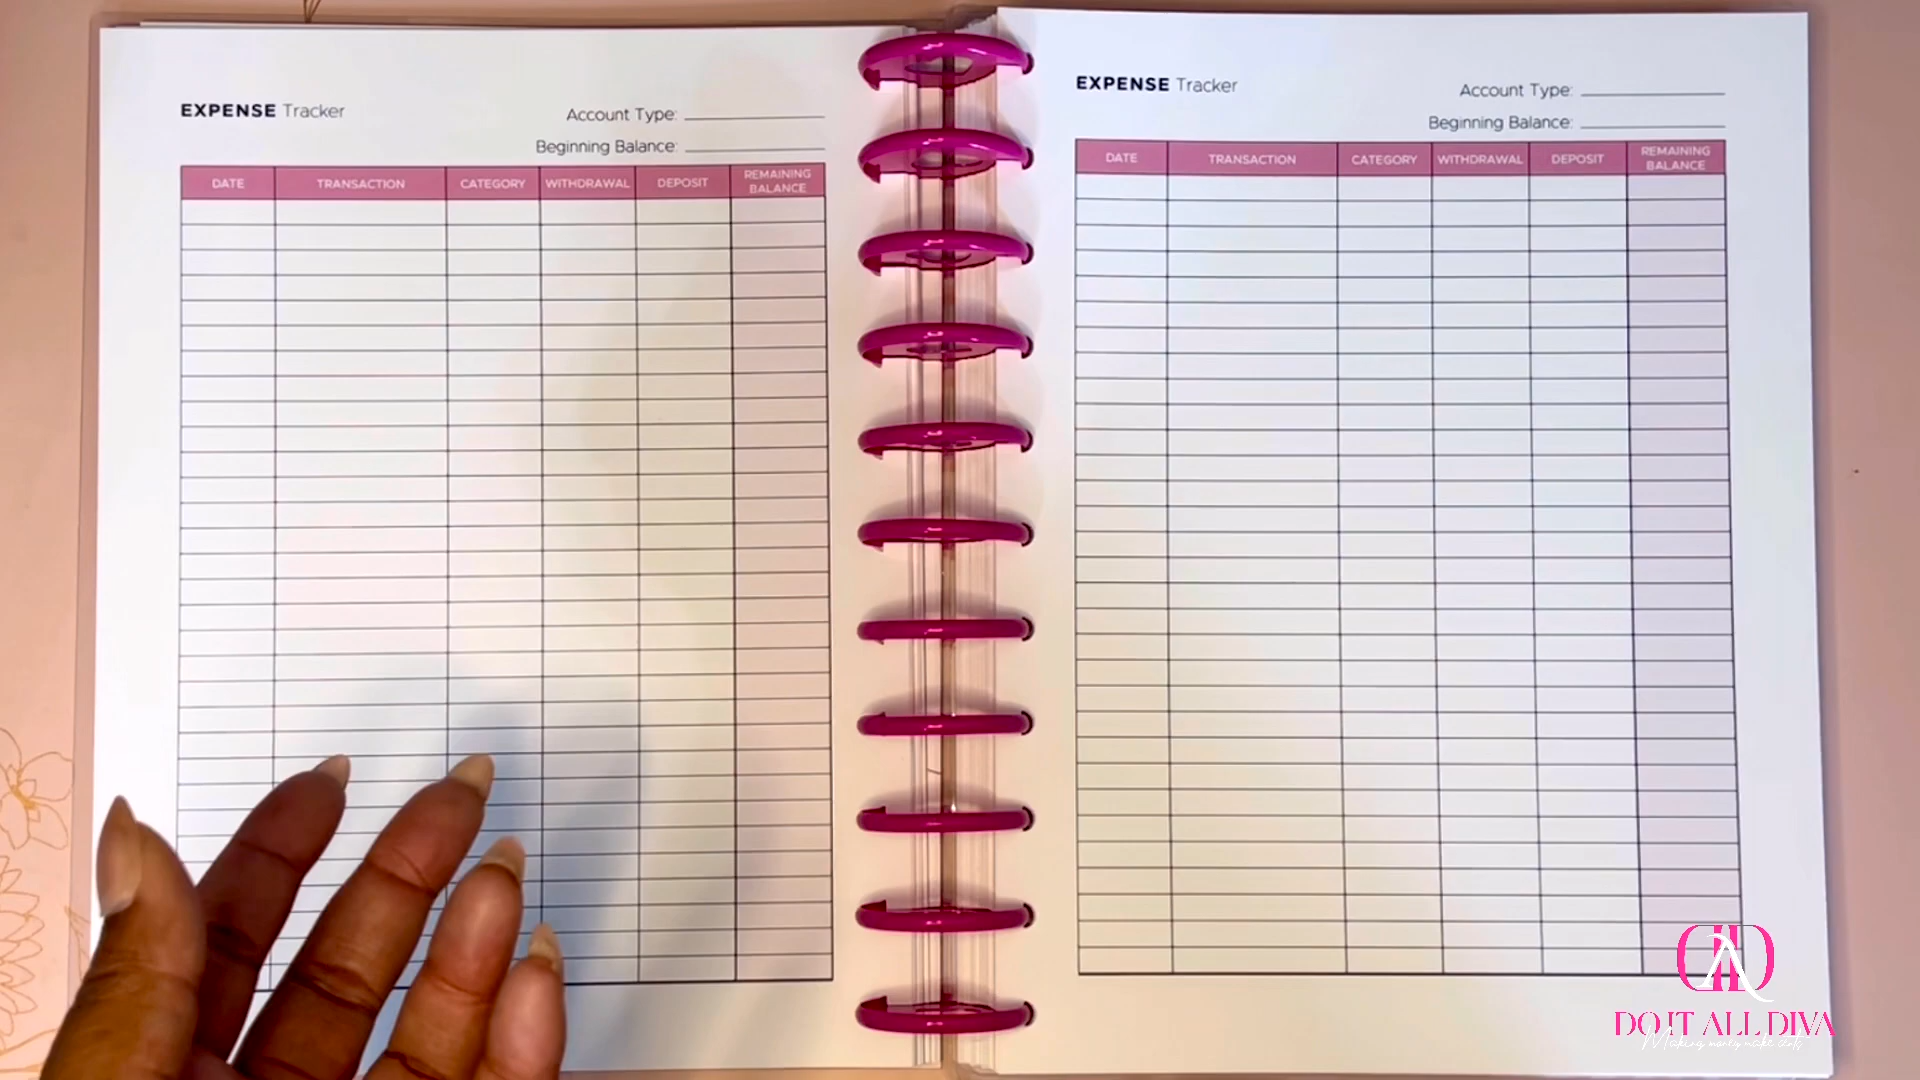 EXPENSE Tracker
Account Type:
Beginning Balance:
DATE TRANSACTION CATEGORY WITHDRAWAL DEPOSIT REMAINING BALANCE
EXPENSE Tracker
Account Type:
Beginning Balance:
DATE TRANSACTION CATEGORY WITHDRAWAL DEPOSIT REMAINING BALANCE
DO IT ALL DIVA
Making